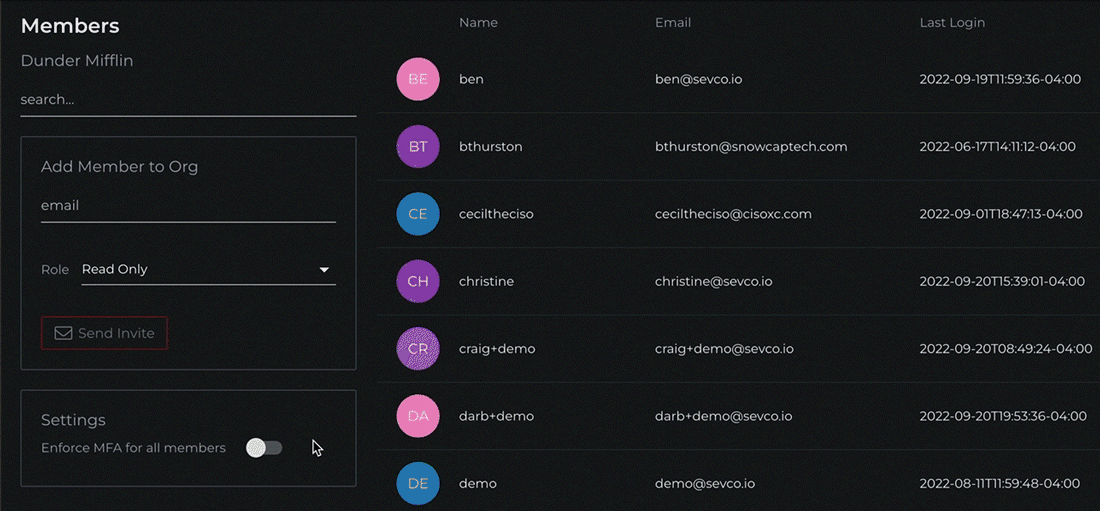 Members
Dunder Mifflin
search...
Add Member to Org
email
Role Read Only
Send Invite
Settings
Enforce MFA for all members
Name Email Last Login
BE ben ben@sevco.io 2022-09-19T11:59:36-04:00
BT bthurston bthurston@snowcaptech.com 2022-06-17T14:11:12-04:00
CE ceciltheciso ceciltheciso@cisoxc.com 2022-09-01T18:47:13-04:00
CH christine christine@sevco.io 2022-09-20T15:39:01-04:00
CR craig+demo craig+demo@sevco.io 2022-09-20T08:49:24-04:00
DA darb+demo darb+demo@sevco.io 2022-09-20T19:53:36-04:00
DE demo demo@sevco.io 2022-08-11T11:59:48-04:00